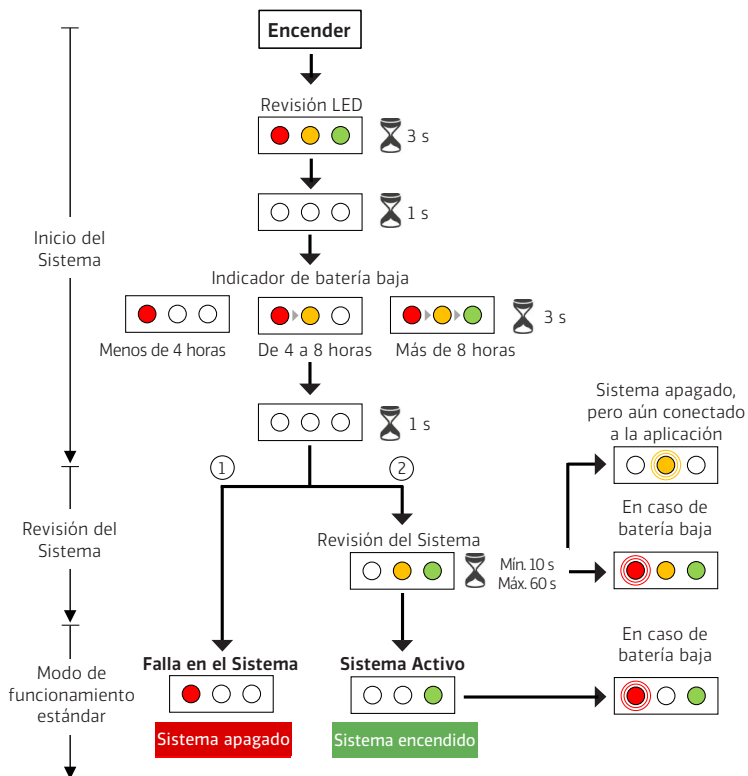 Encender
Revisión LED
3 s
1 s
Inicio del
Sistema
Indicador de batería baja
3 s
Menos de 4 horas
De 4 a 8 horas
Más de 8 horas
1 s
Sistema apagado,
pero aún conectado
a la aplicación
1
2
Revisión del
Sistema
Revisión del Sistema
Mín. 10 s
Máx. 60 s
En caso de
batería baja
Modo de
funcionamiento
estándar
Falla en el Sistema
Sistema apagado
Sistema Activo
Sistema encendido
En caso de
batería baja